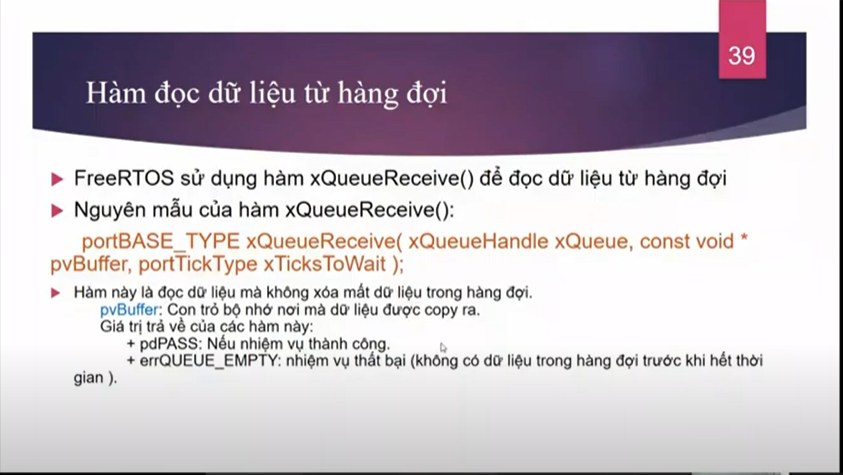 39
Hàm đọc dữ liệu từ hàng đợi
FreeRTOS sử dụng hàm xQueueReceive() để đọc dữ liệu từ hàng đợi
Nguyên mẫu của hàm xQueueReceive():
portBASE_TYPE xQueueReceive( xQueueHandle xQueue, const void *
pvBuffer, portTickType xTicksToWait );
Hàm này là đọc dữ liệu mà không xóa mất dữ liệu trong hàng đợi.
pvBuffer: Con trỏ bộ nhớ nơi mà dữ liệu được copy ra.
Giá trị trả về của các hàm này:
+ pdPASS: Nếu nhiệm vụ thành công.
+ errQUEUE_EMPTY: nhiệm vụ thất bại (không có dữ liệu trong hàng đợi trước khi hết thời
gian ).